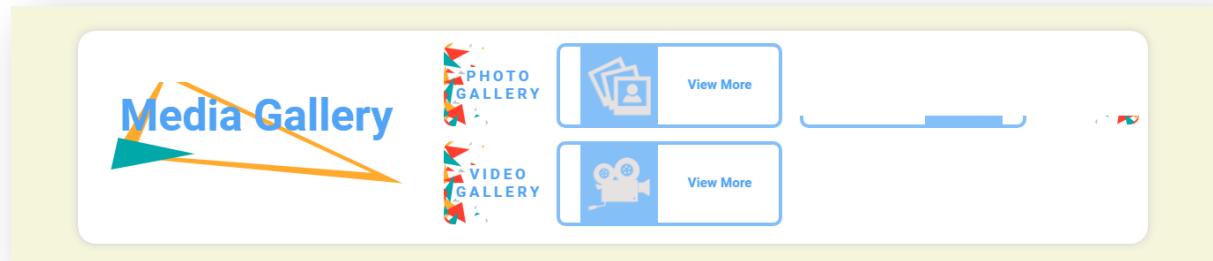 Media Gallery
PHOTO
GALLERY
View More
VIDEO
GALLERY
View More